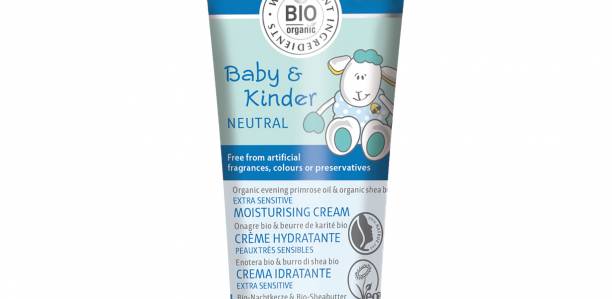 BIO
organic
INGREDIENTS
Baby &
Kinder
NEUTRAL
Free from artificial
fragrances, colours or preservatives
Organic evening primrose oil & organic shea
EXTRA SENSITIVE
MOISTURISING CREAM
Onagre bio & beurre de karité bio
CRÈME HYDRATANTE
PEAUX TRÈS SENSIBLES
Enotera bio & burro di shea bio
CREMA IDRATANTE
EXTRA SENSITIVE
Bio-Nachtkerze & Bio-Sheabutter